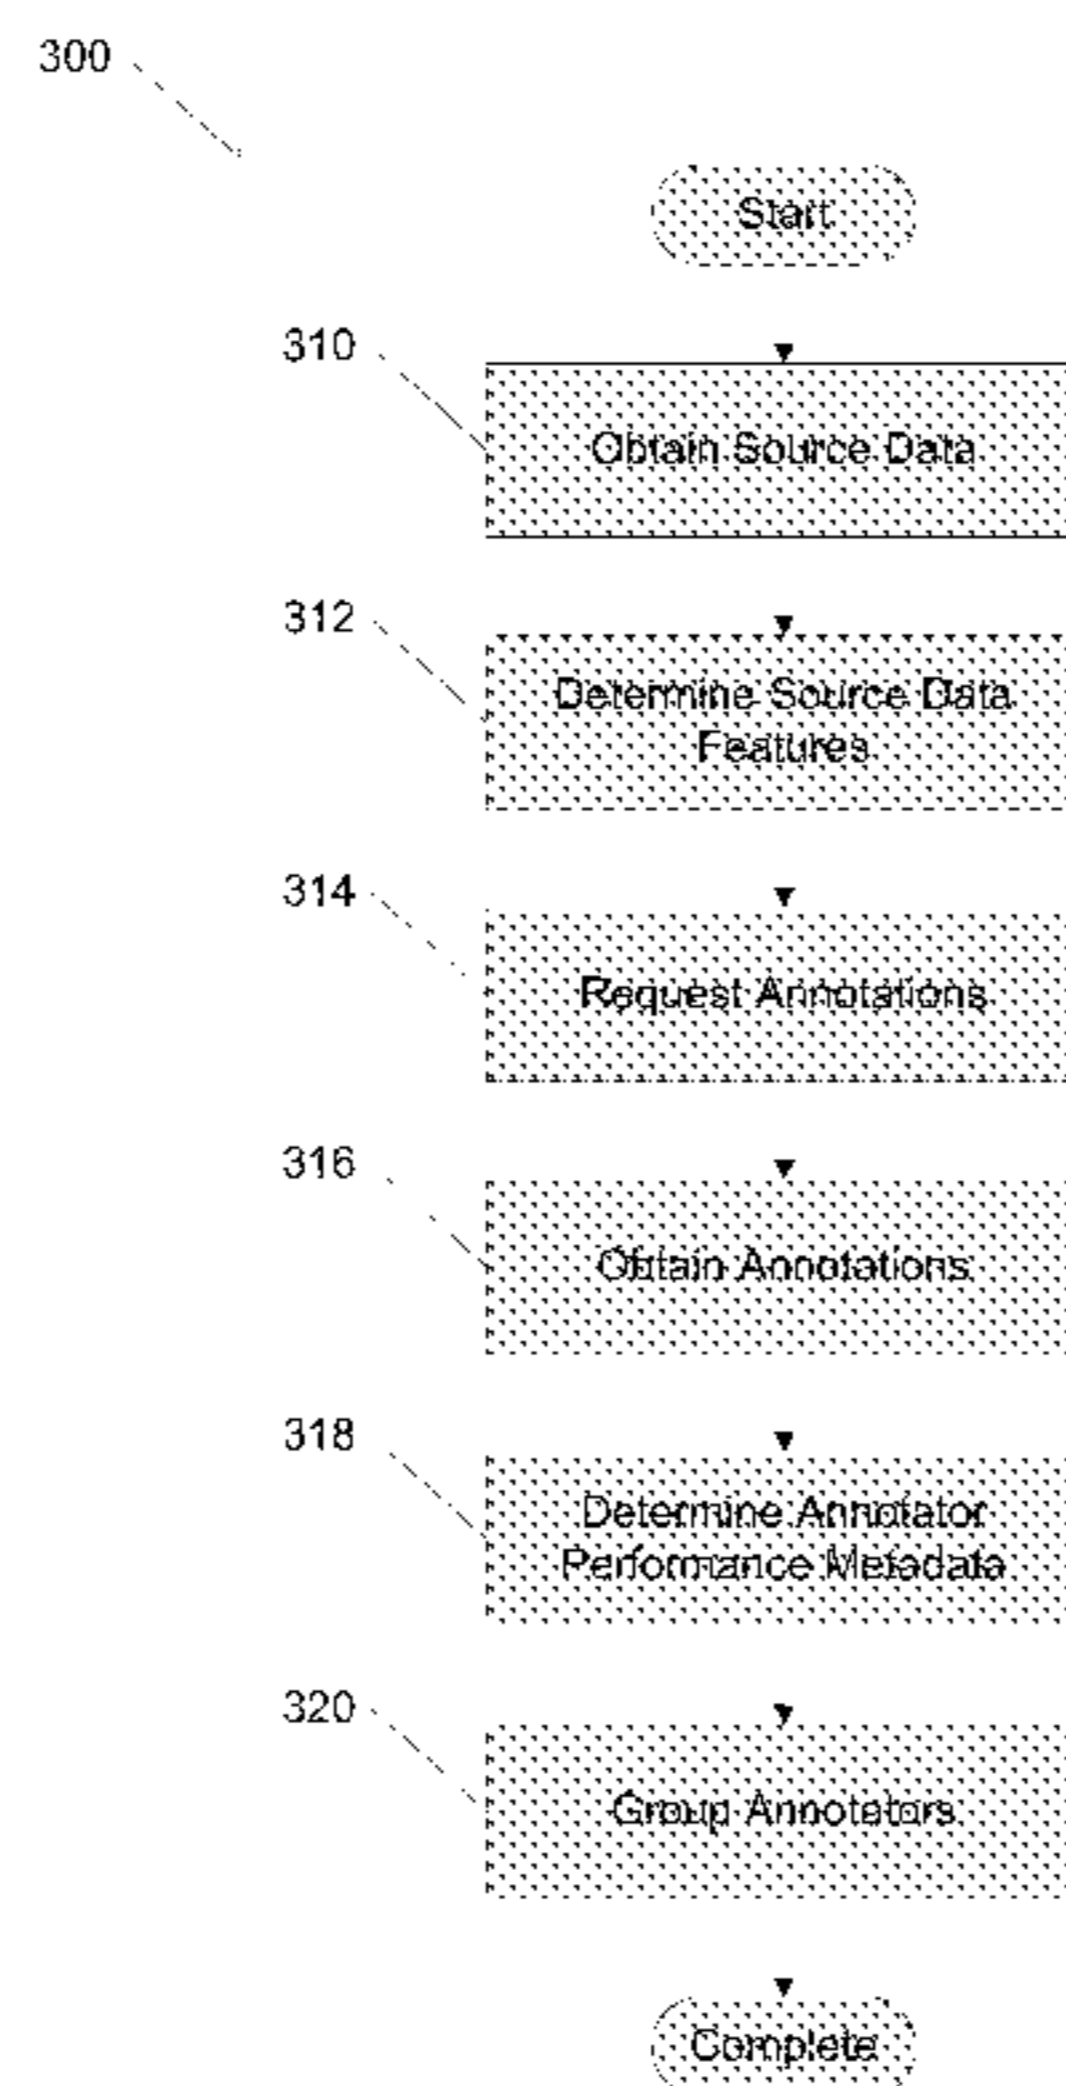 300
Start
310
Obtain Source Data
312
Determine Source Data
Features
314
Request Annotations
316
Obtain Annotations
318
Determine Annotator
Performance Metadata
320
Group Annotators
Complete